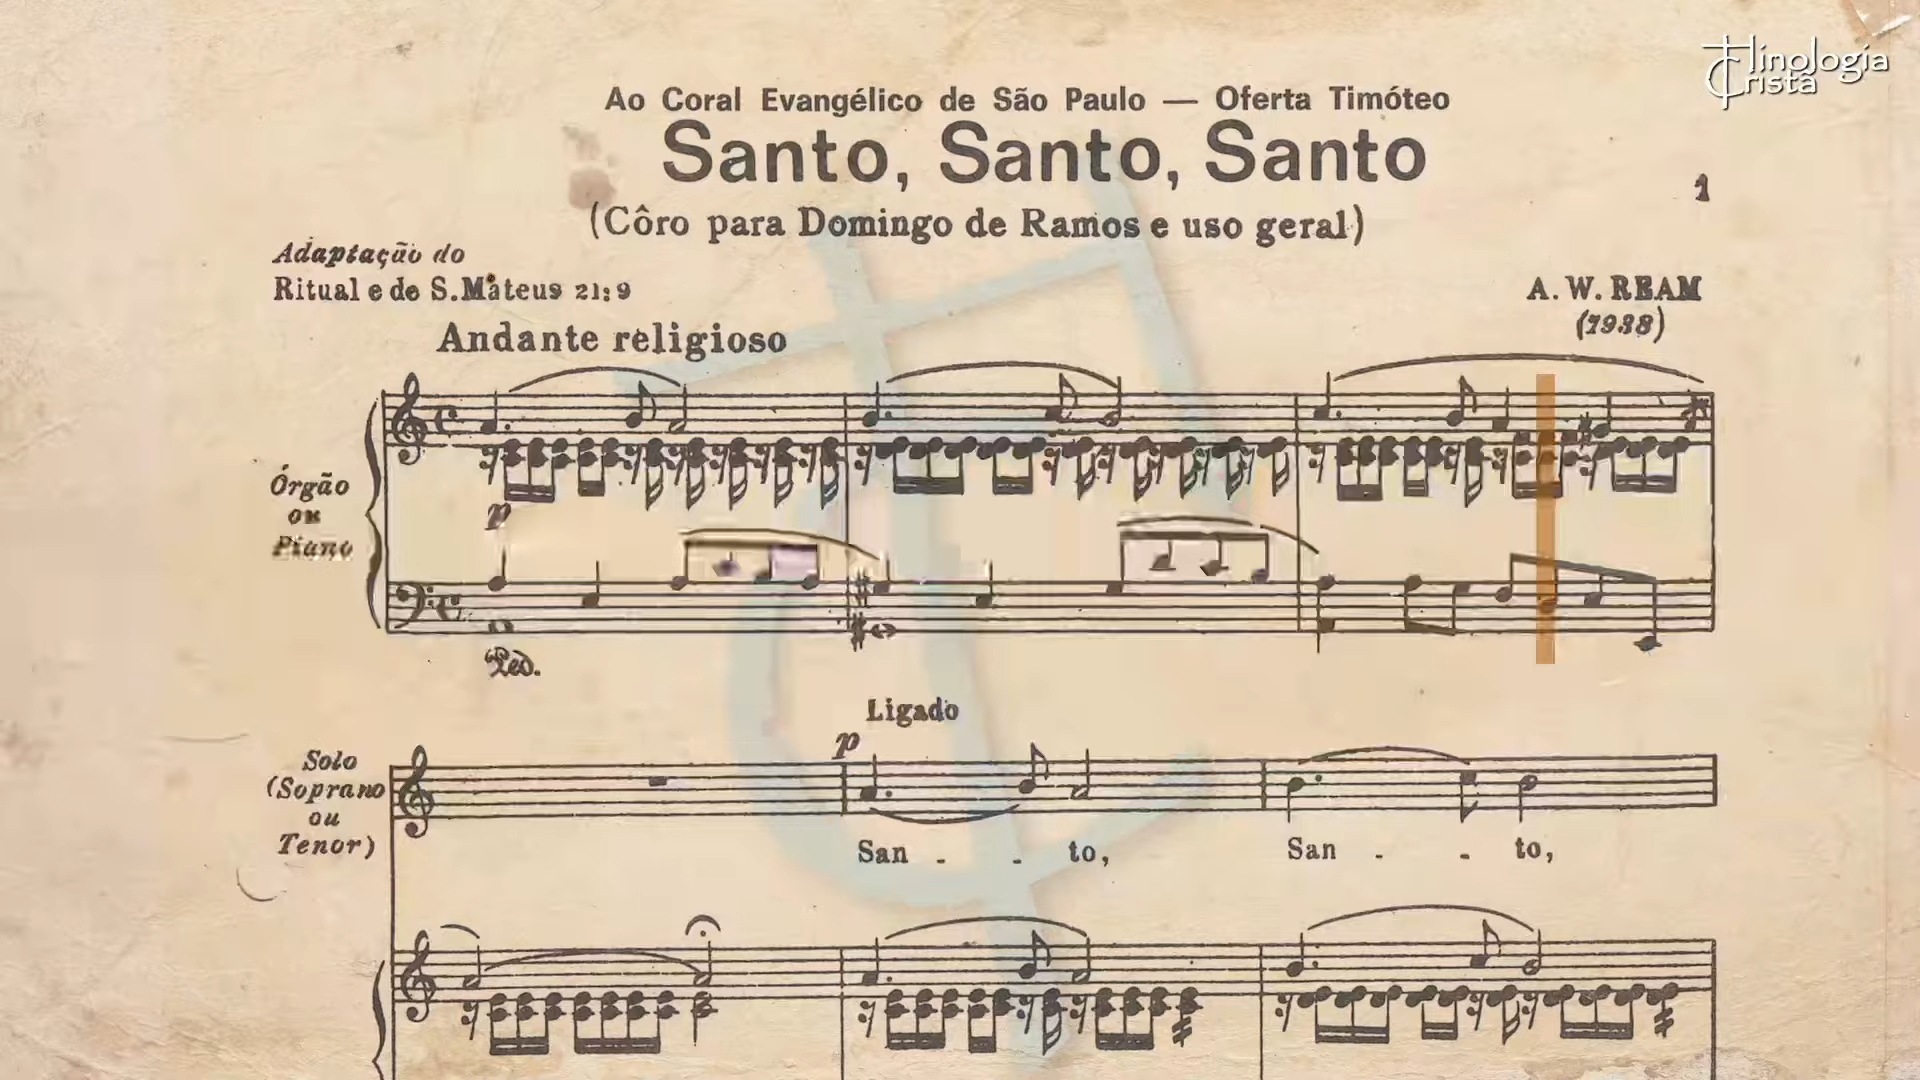 Hinologia
Cristã
Ao Coral Evangélico de São Paulo — Oferta Timóteo
Santo, Santo, Santo
1
(Côro para Domingo de Ramos e uso geral)
Adaptação do
Ritual e de S. Mateus 21:9
A. W. REAM
(1938)
Andante religioso
Órgão
ou
Piano
p
Ped.
Ligado
p
Solo
(Soprano
ou
Tenor)
San - - to, San - - to,